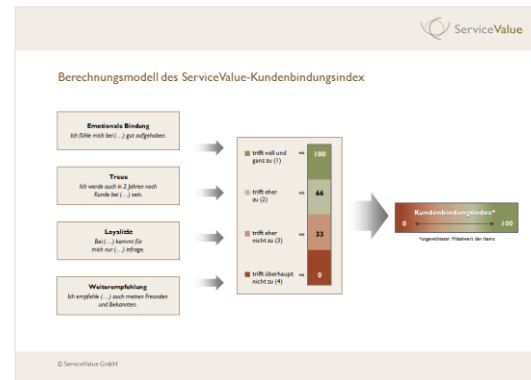 ServiceValue
Berechnungsmodell des ServiceValue-Kundenbindungsindex
Emotionale Bindung
Ich fühle mich bei (…) gut aufgehoben.
Treue
Ich werde auch in 2 Jahren noch
Kunde bei (…) sein.
Loyalität
Bei (…) kommt für
mich nur (…) infrage.
Weiterempfehlung
Ich empfehle (…) auch meinen Freunden
und Bekannten.
trifft voll und
ganz zu (1)
100
trifft eher
zu (2)
66
trifft eher
nicht zu (3)
33
trifft überhaupt
nicht zu (4)
0
Kundenbindungsindex*
0
100
*ungewichteter Mittelwert der Items
© ServiceValue GmbH